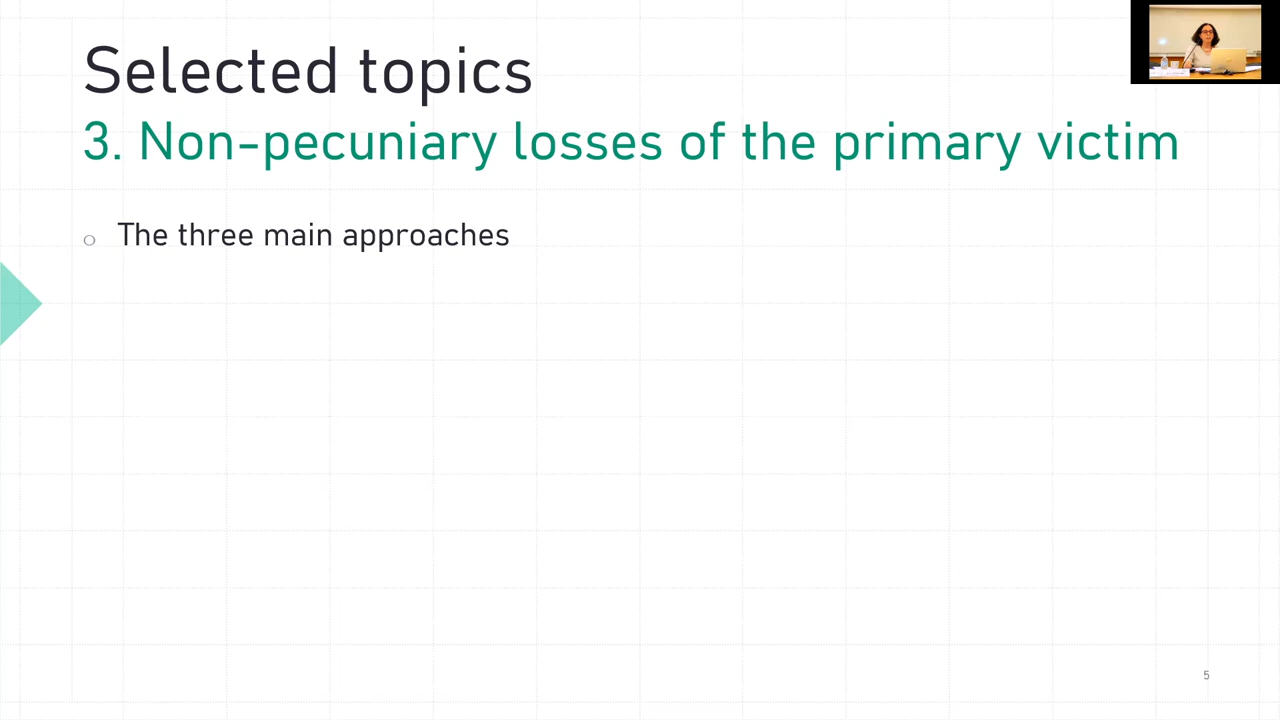 Selected topics
3. Non-pecuniary losses of the primary victim
The three main approaches
5